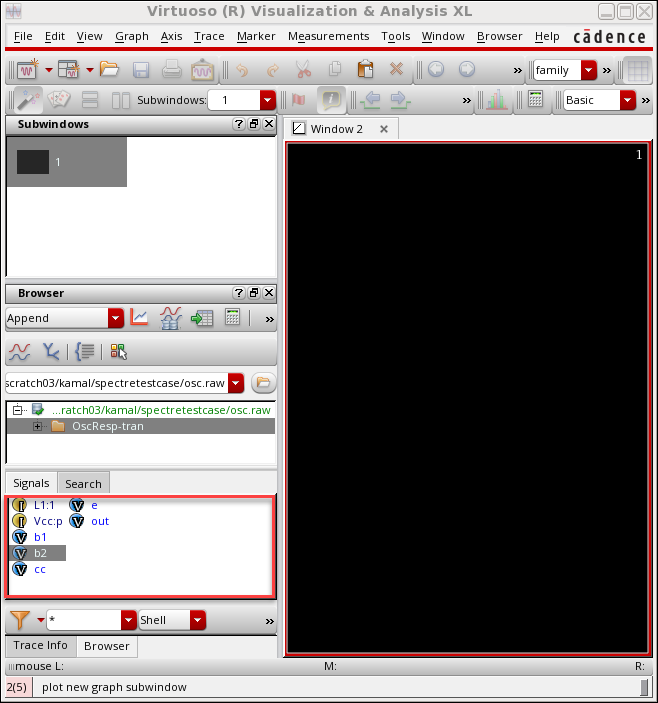 Virtuoso (R) Visualization & Analysis XL
File Edit View Graph Axis Trace Marker Measurements Tools Window Browser Help cādence
» family »
Subwindows: 1 » Basic »
Subwindows
Window 2
1
1
Browser
Append »
scratch03/kamal/spectretestcase/osc.raw
...ratch03/kamal/spectretestcase/osc.raw
OscResp-tran
Signals Search
L1:1 e
Vcc:p out
b1
b2
cc
* Shell »
Trace Info Browser
mouse L: M: R:
2(5) plot new graph subwindow